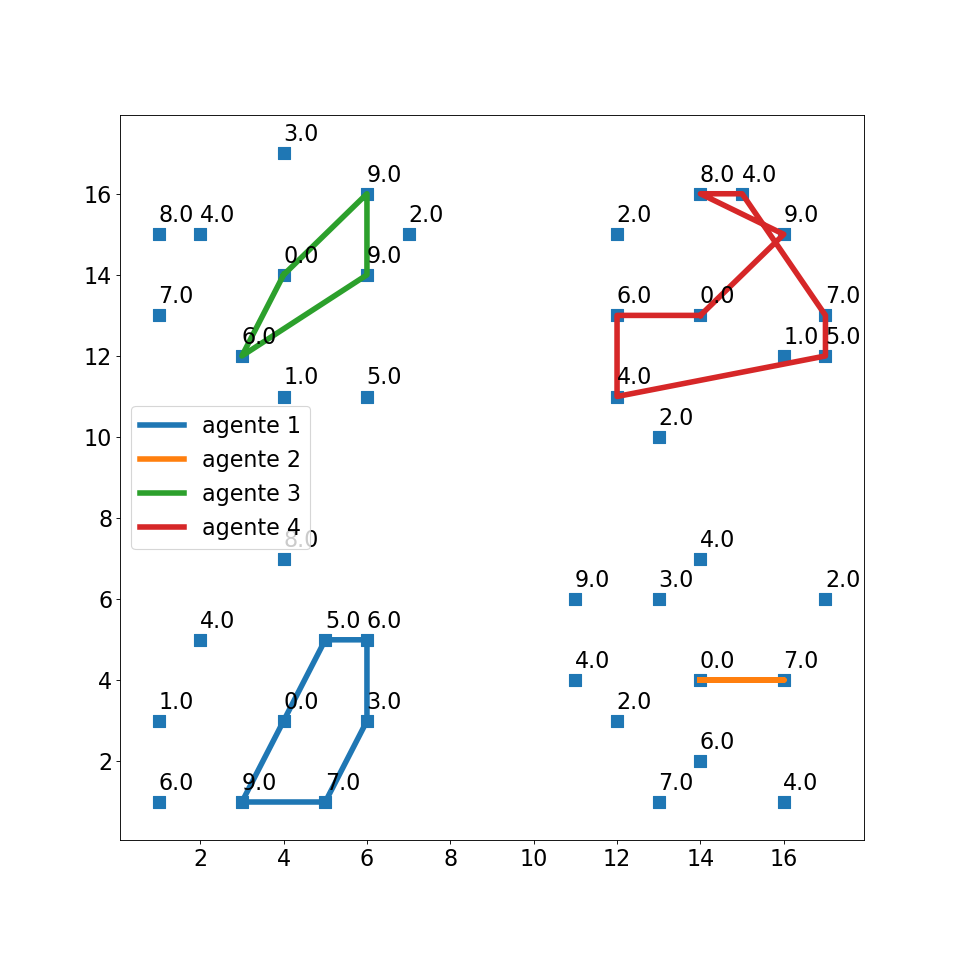 3.0
9.0
8.0 4.0
16
8.0 4.0 2.0 2.0 9.0
0.0 9.0
14
7.0 6.0 0.0 7.0
6.0 1.0 5.0
12
1.0 5.0 4.0
2.0
agente 1
10
agente 2
agente 3
8
agente 4
8.0 4.0
9.0 3.0 2.0
6
4.0 5.0 6.0
4.0 0.0 7.0
4
1.0 0.0 3.0 2.0
6.0
2
6.0 9.0 7.0 7.0 4.0
2 4 6 8 10 12 14 16